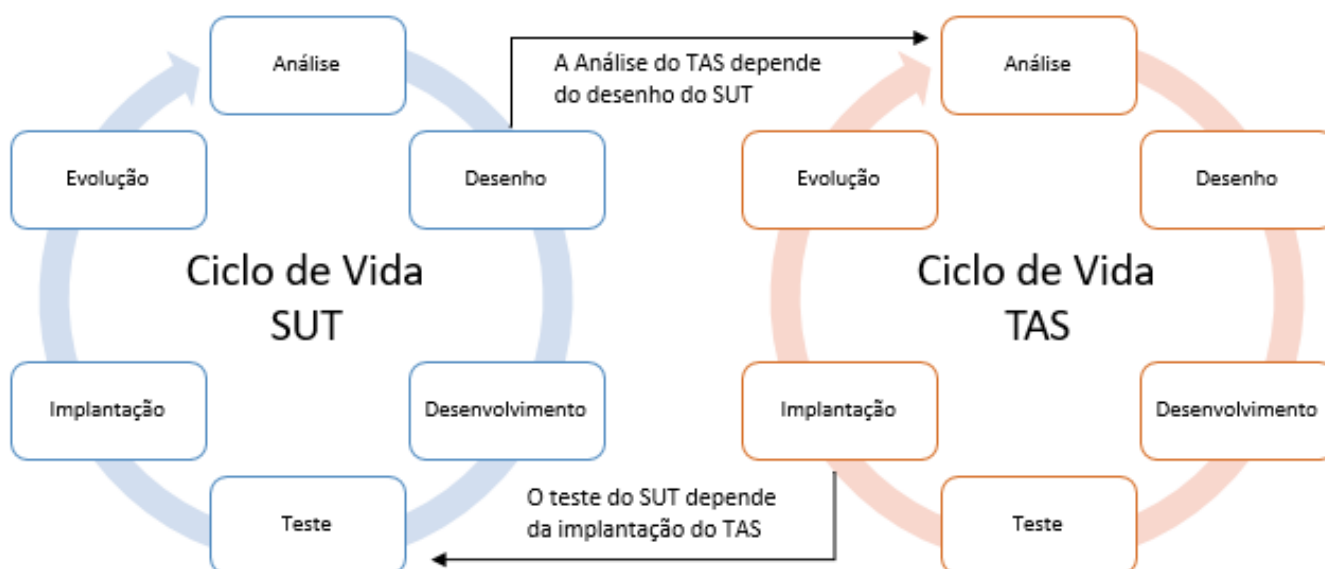 Análise
A Análise do TAS depende
do desenho do SUT
Análise
Evolução
Desenho
Evolução
Desenho
Ciclo de Vida
SUT
Ciclo de Vida
TAS
Implantação
Desenvolvimento
Implantação
Desenvolvimento
Teste
O teste do SUT depende
da implantação do TAS
Teste